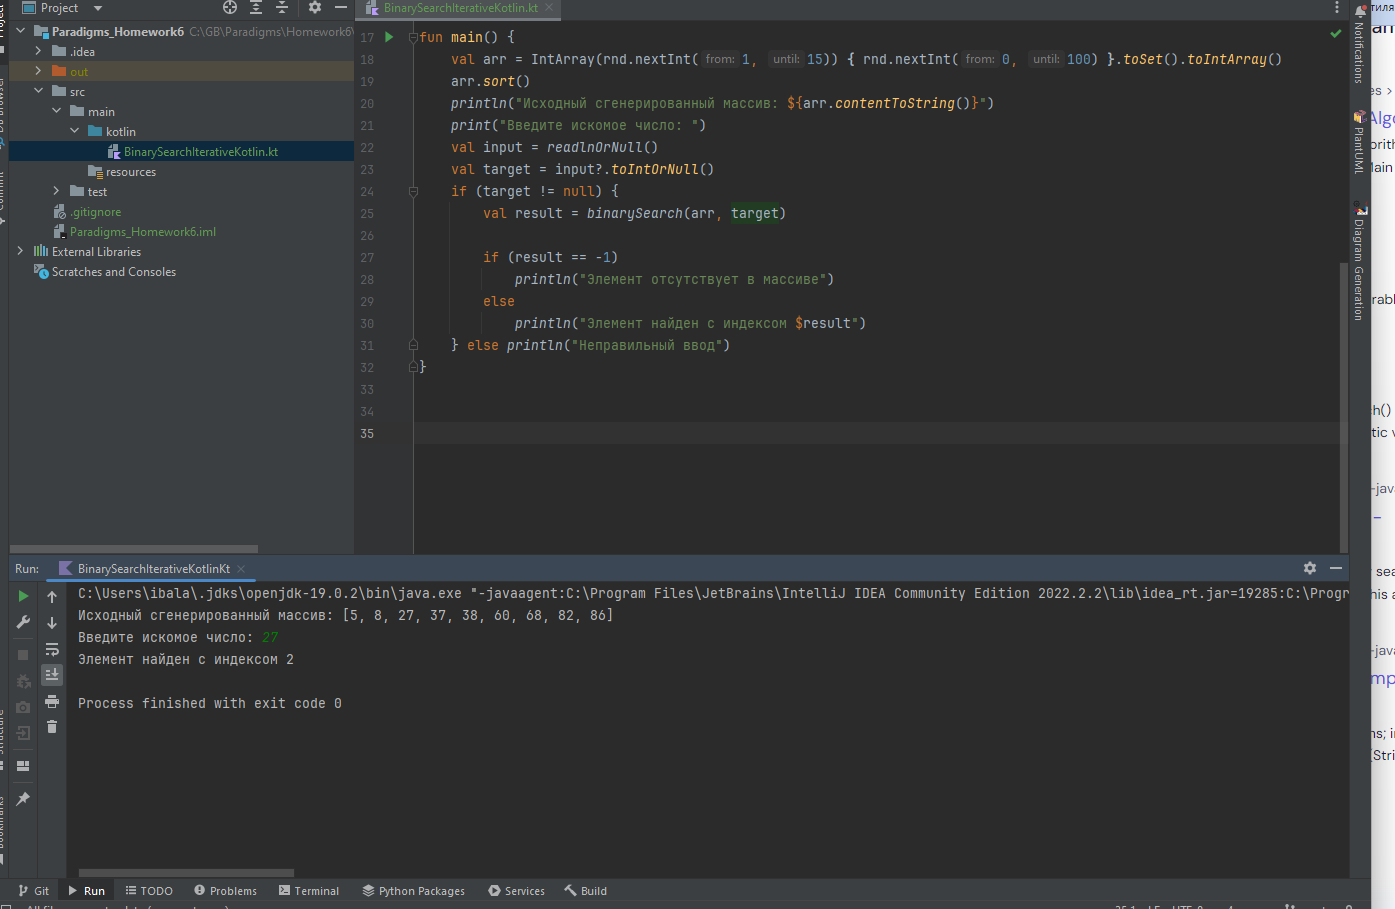 Project
BinarySearchIterativeKotlin.kt
Paradigms_Homework6 C:\GB\Paradigms\Homework6\
.idea
out
src
main
kotlin
BinarySearchIterativeKotlin.kt
resources
test
.gitignore
Paradigms_Homework6.iml
External Libraries
Scratches and Consoles
17 fun main() {
18 val arr = IntArray(rnd.nextInt( from: 1, until: 15)) { rnd.nextInt( from: 0, until: 100) }.toSet().toIntArray()
19 arr.sort()
20 println("Исходный сгенерированный массив: ${arr.contentToString()}")
21 print("Введите искомое число: ")
22 val input = readlnOrNull()
23 val target = input?.toIntOrNull()
24 if (target != null) {
25 val result = binarySearch(arr, target)
26
27 if (result == -1)
28 println("Элемент отсутствует в массиве")
29 else
30 println("Элемент найден с индексом $result")
31 } else println("Неправильный ввод")
32 }
33
34
35
Notifications
PlantUML
Diagram Generation
Run: BinarySearchIterativeKotlinKt
C:\Users\ibala\.jdks\openjdk-19.0.2\bin\java.exe "-javaagent:C:\Program Files\JetBrains\IntelliJ IDEA Community Edition 2022.2.2\lib\idea_rt.jar=19285:C:\Progr
Исходный сгенерированный массив: [5, 8, 27, 37, 38, 60, 68, 82, 86]
Введите искомое число: 27
Элемент найден с индексом 2
Process finished with exit code 0
Git Run TODO Problems Terminal Python Packages Services Build